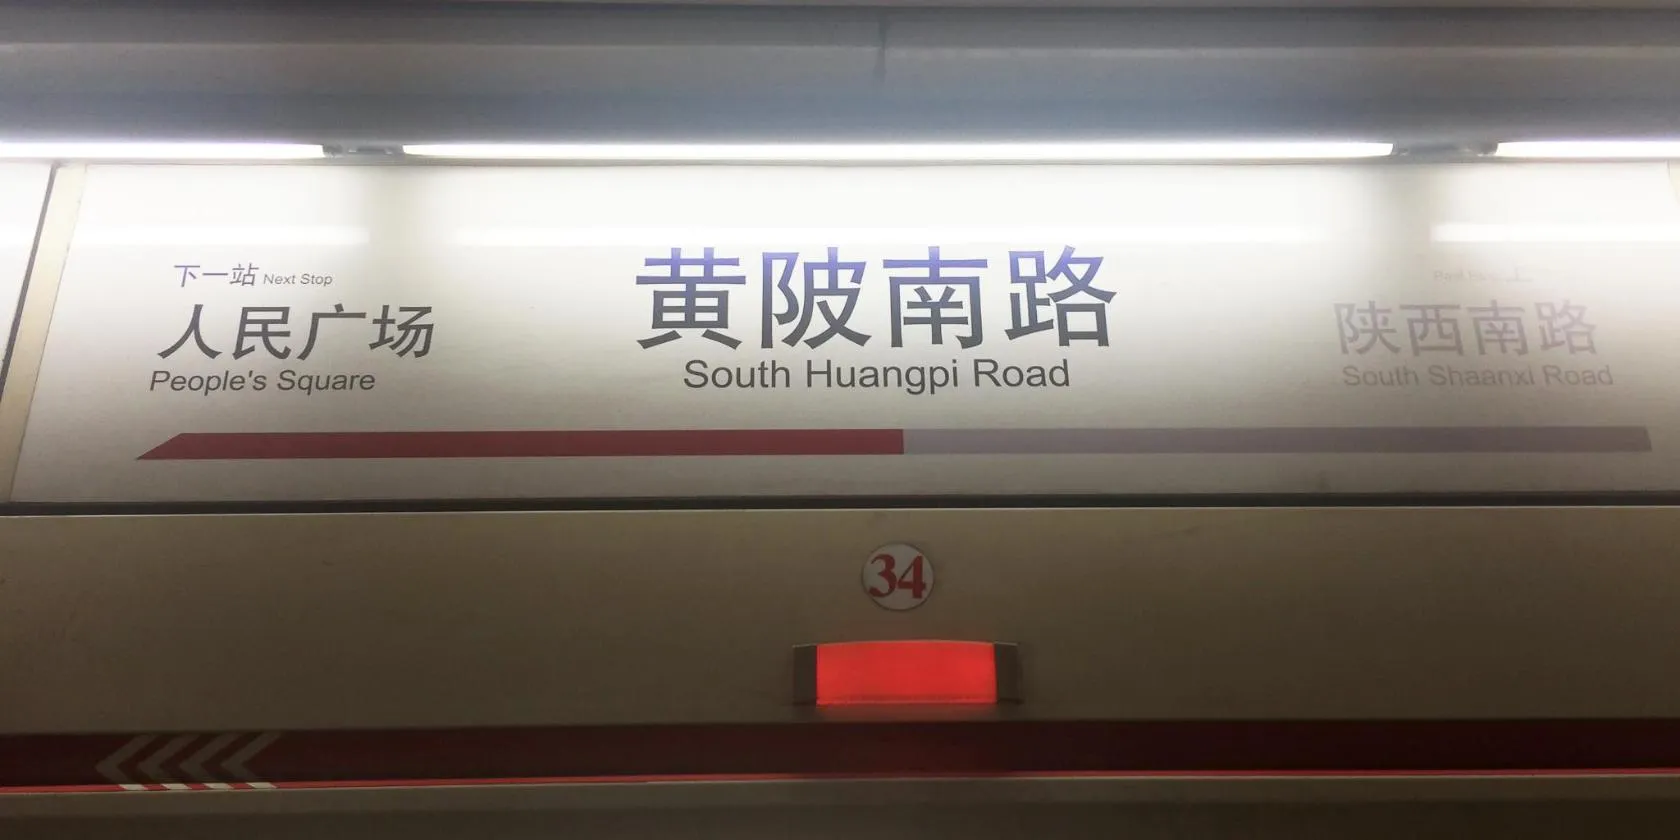 下一站 Next Stop
人民广场
People's Square
黄陂南路
South Huangpi Road
陕西南路
South Shaanxi Road
34